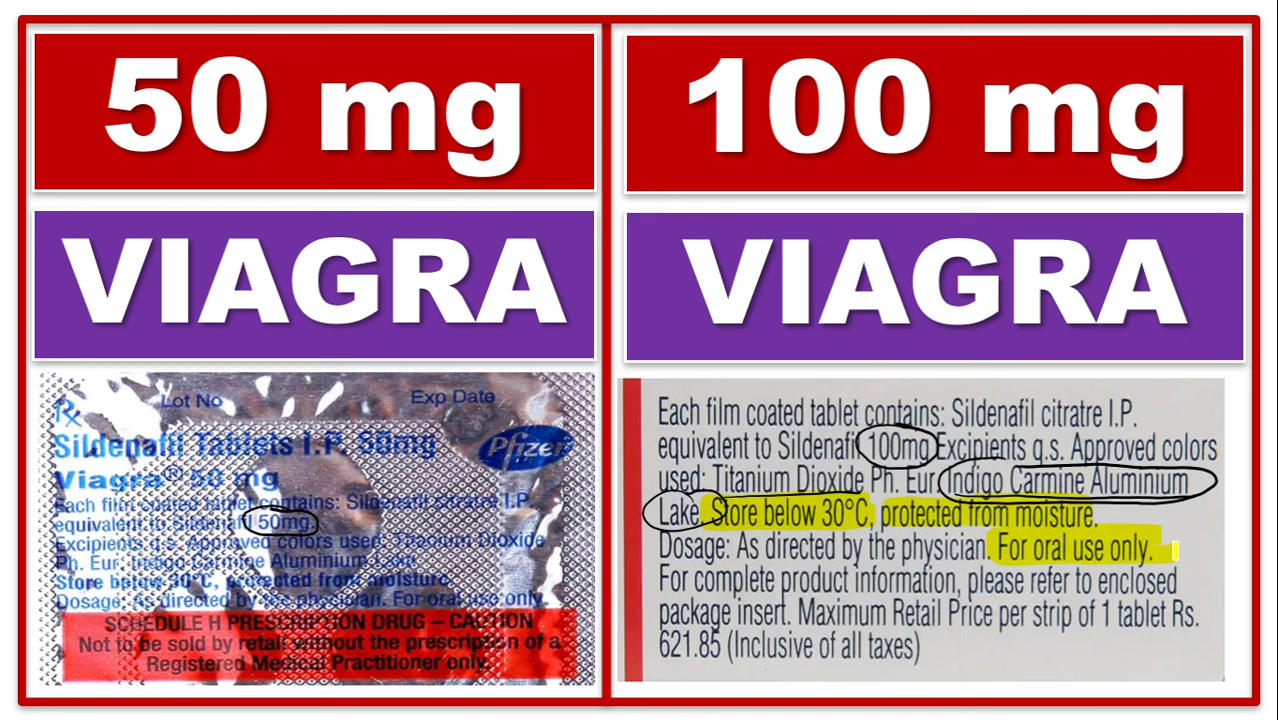 50 mg
VIAGRA
Rx
Lot No
Exp Date
Sildenafil Tablets I.P. 50mg
Pfizer
Viagra® 50 mg
Each film coated tablet contains: Sildenafil citrate I.P.
equivalent to Sildenafil 50mg.
Excipients q.s. Approved colors used: Titanium Dioxide
Ph. Eur. Indigo Carmine Aluminium Lake
Store below 30°C, protected from moisture.
Dosage: As directed by the physician. For oral use only.
SCHEDULE H PRESCRIPTION DRUG – CAUTION
Not to be sold by retail without the prescription of a
Registered Medical Practitioner only.
100 mg
VIAGRA
Each film coated tablet contains: Sildenafil citratre I.P.
equivalent to Sildenafil 100mg Excipients q.s. Approved colors
used: Titanium Dioxide Ph. Eur. Indigo Carmine Aluminium
Lake. Store below 30°C, protected from moisture.
Dosage: As directed by the physician. For oral use only.
For complete product information, please refer to enclosed
package insert. Maximum Retail Price per strip of 1 tablet Rs.
621.85 (Inclusive of all taxes)